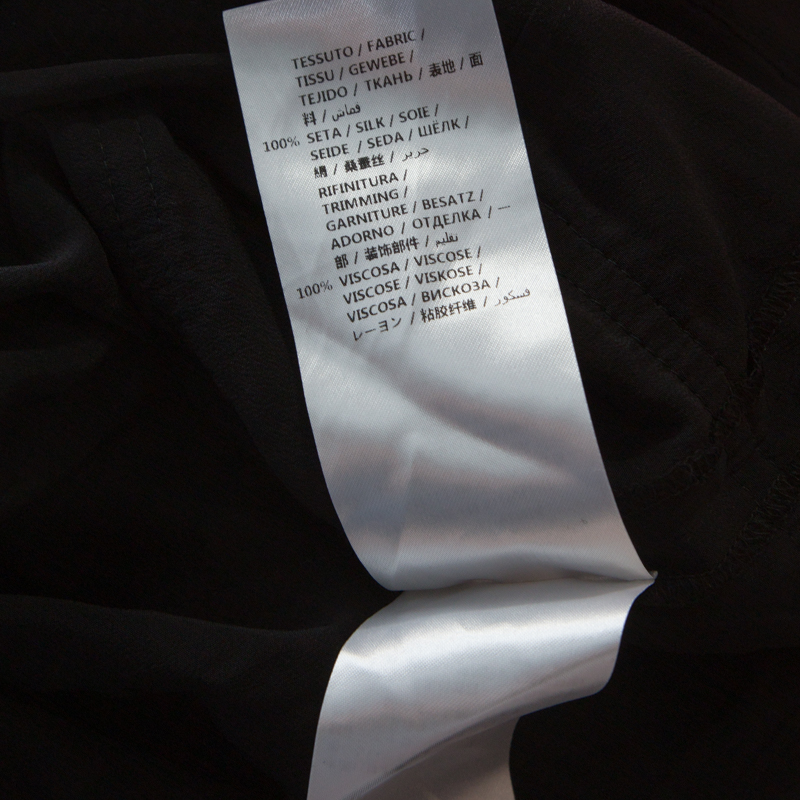 TESSUTO / FABRIC /
TISSU / GEWEBE /
TEJIDO / ТКАНЬ / 表地 / 面
料 / قماش
100% SETA / SILK / SOIE /
SEIDE / SEDA / ШЁЛК /
絹 / 桑蚕丝 / حرير
RIFINITURA /
TRIMMING /
GARNITURE / BESATZ /
ADORNO / ОТДЕЛКА / 一
部 / 装饰部件 / تقليم
100% VISCOSA / VISCOSE /
VISCOSE / VISKOSE /
VISCOSA / ВИСКОЗА /
レーヨン / 粘胶纤维 / فسكوز